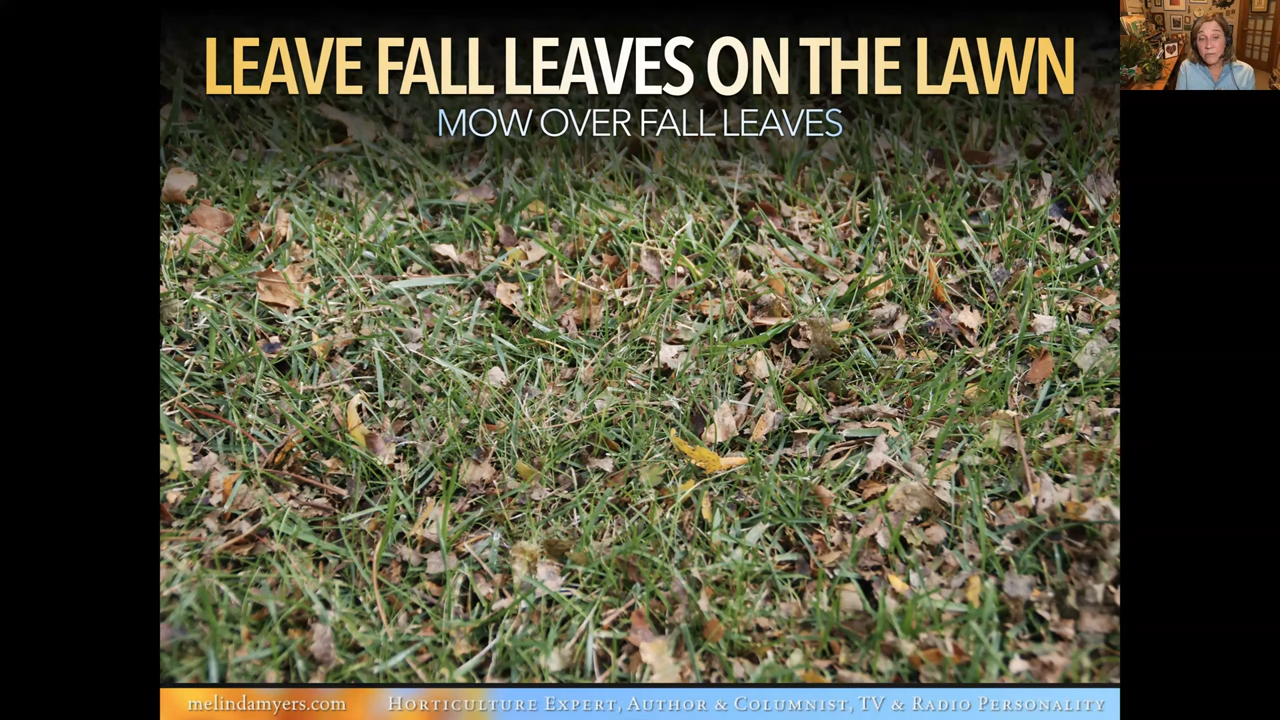 LEAVE FALL LEAVES ON THE LAWN
MOW OVER FALL LEAVES
melindamyers.com Horticulture Expert, Author & Columnist, TV & Radio Personality